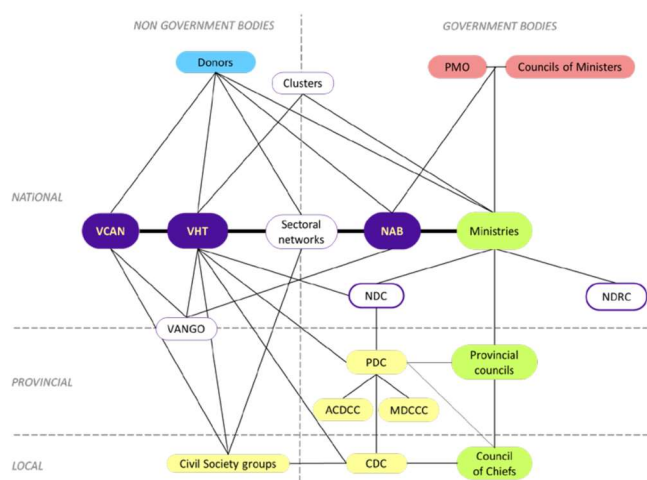 NON GOVERNMENT BODIES
GOVERNMENT BODIES
Donors
PMO
Councils of Ministers
Clusters
NATIONAL
VCAN
VHT
Sectoral
networks
NAB
Ministries
NDC
NDRC
VANGO
PROVINCIAL
PDC
Provincial
councils
ACDCC
MDCCC
LOCAL
Civil Society groups
CDC
Council
of Chiefs